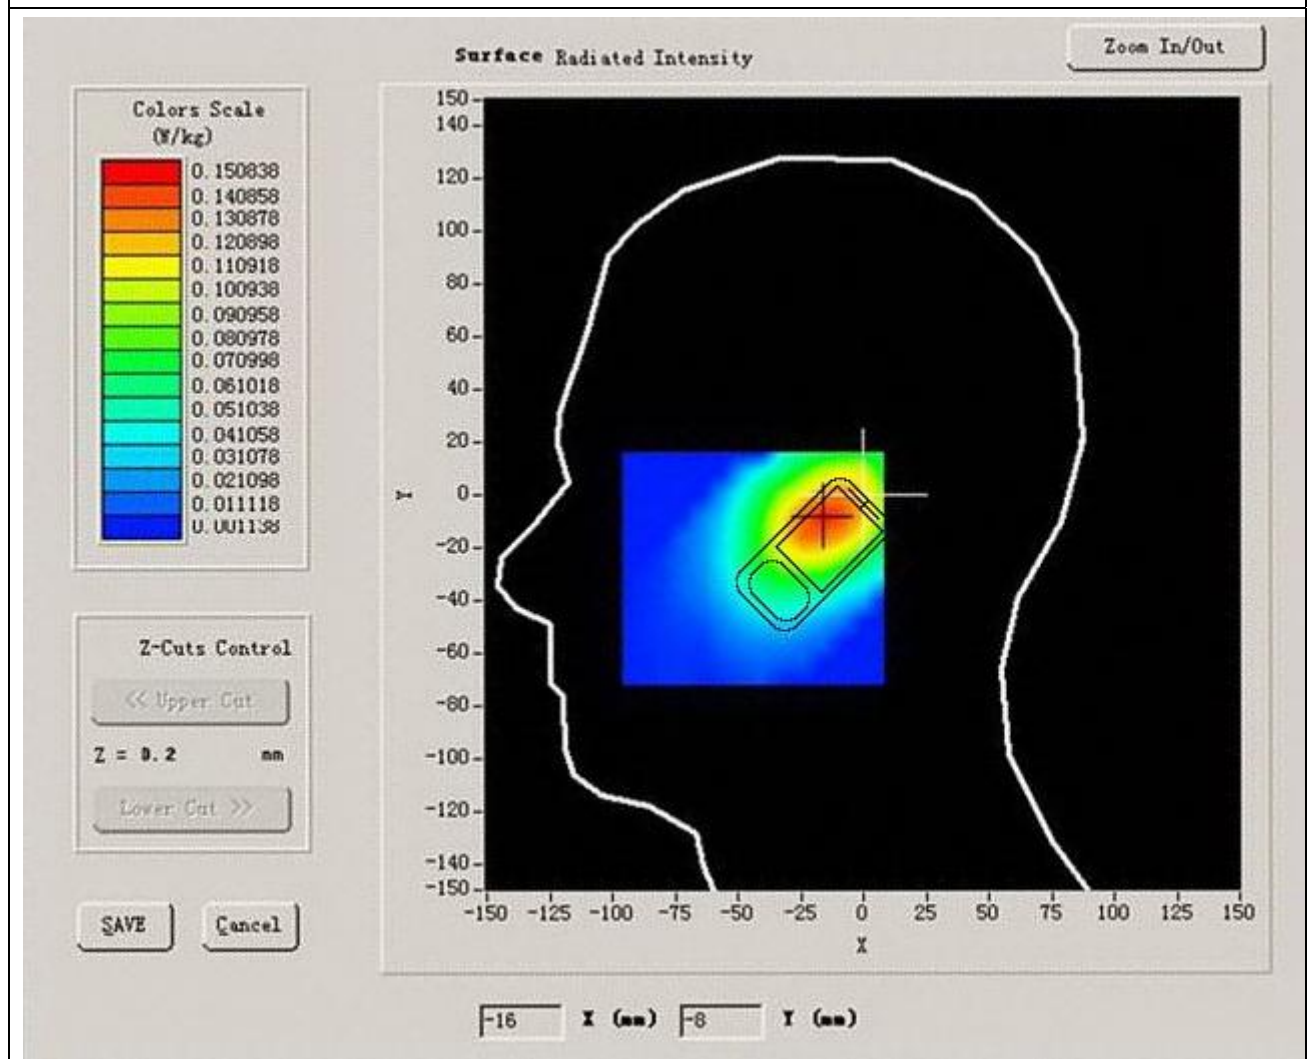 Surface Radiated Intensity
Zoom In/Out
Colors Scale
(W/kg)
0.150838
0.140858
0.130878
0.120898
0.110918
0.100938
0.090958
0.080978
0.070998
0.061018
0.051038
0.041058
0.031078
0.021098
0.011118
0.001138
Z-Cuts Control
<< Upper Cut
Z = 0.2 mm
Lower Cut >>
SAVE
Cancel
150
140
120
100
80
60
40
20
0
-20
-40
-60
-80
-100
-120
-140
-150
Y
-150 -125 -100 -75 -50 -25 0 25 50 75 100 125 150
X
-16 X (mm) -8 Y (mm)